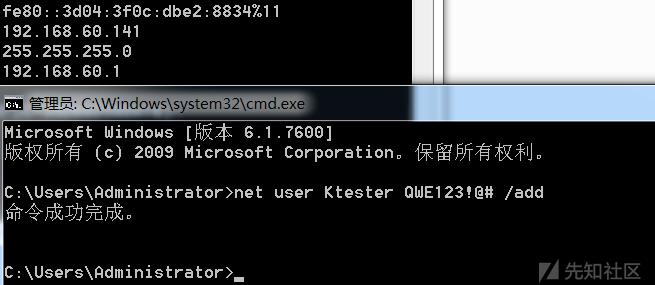 fe80::3d04:3f0c:dbe2:8834%11
192.168.60.141
255.255.255.0
192.168.60.1
管理员: C:\Windows\system32\cmd.exe
Microsoft Windows [版本 6.1.7600]
版权所有 (c) 2009 Microsoft Corporation。保留所有权利。
C:\Users\Administrator>net user Ktester QWE123!@# /add
命令成功完成。
C:\Users\Administrator>_
先知社区